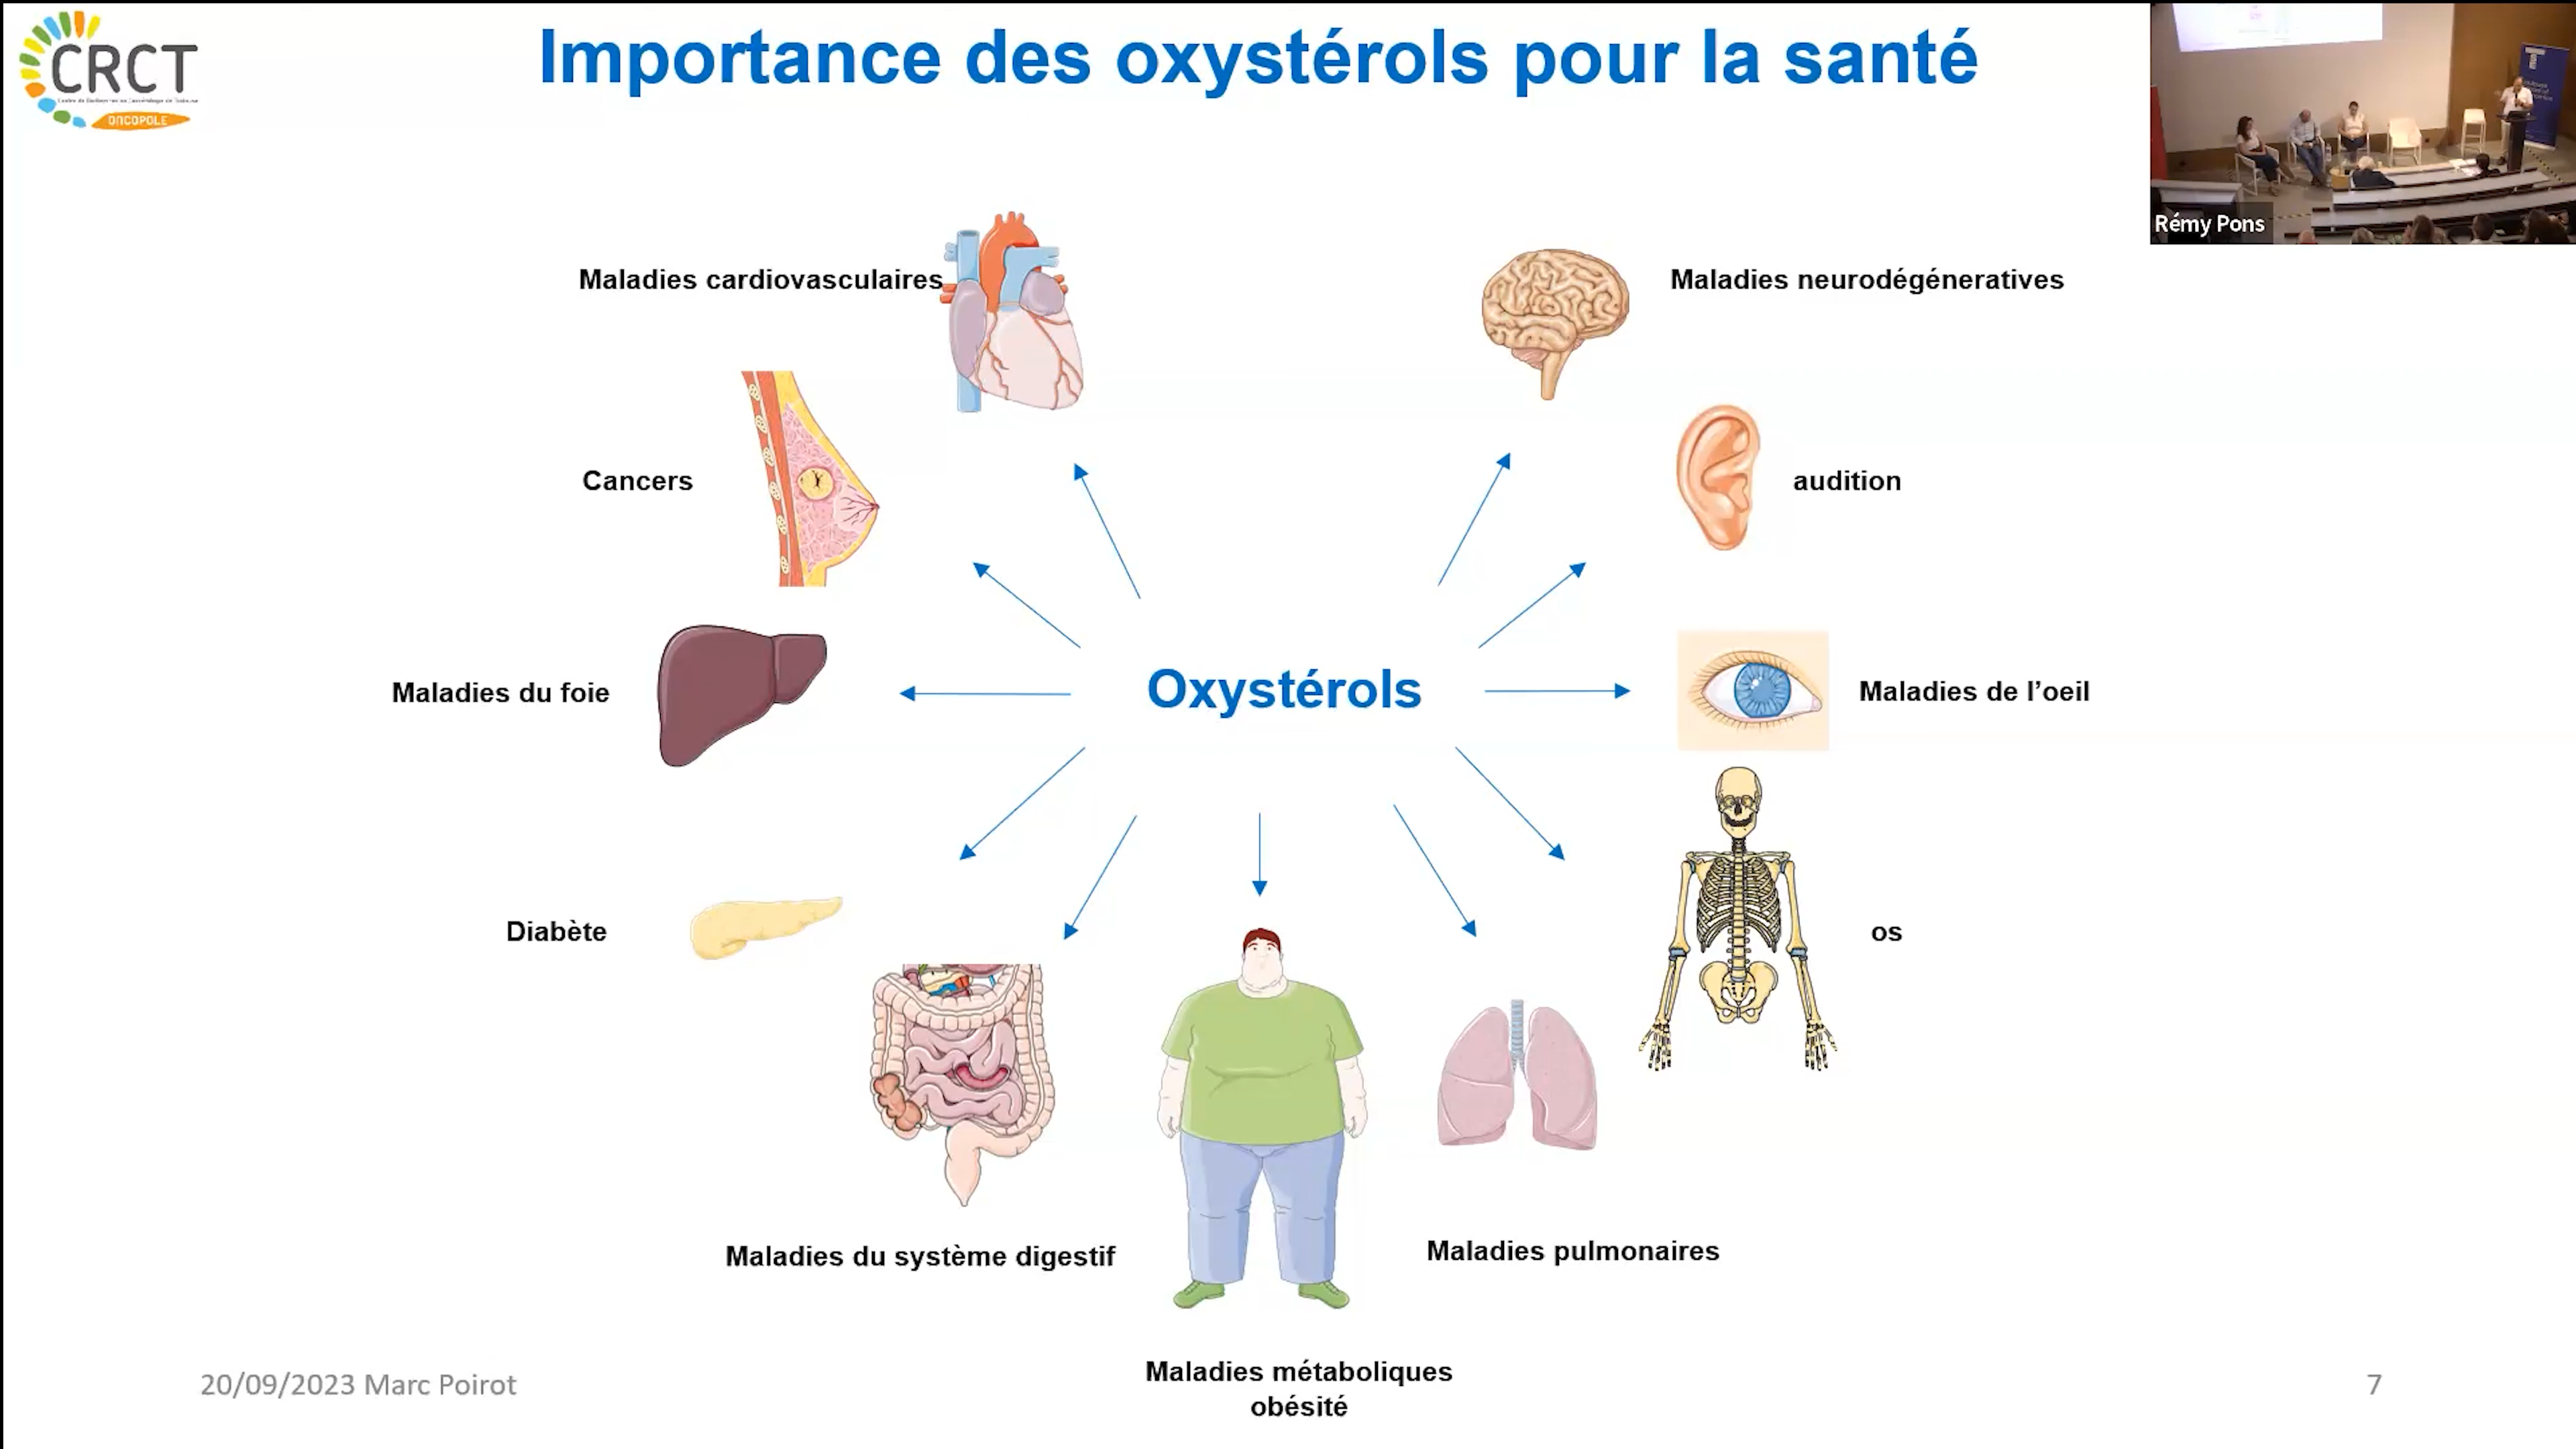 CRCT
ONCOPOLE
Importance des oxystérols pour la santé
Rémy Pons
Maladies cardiovasculaires
Maladies neurodégéneratives
Cancers
audition
Maladies du foie
Oxystérols
Maladies de l’oeil
Diabète
os
Maladies du système digestif
Maladies pulmonaires
Maladies métaboliques
obésité
20/09/2023 Marc Poirot
7